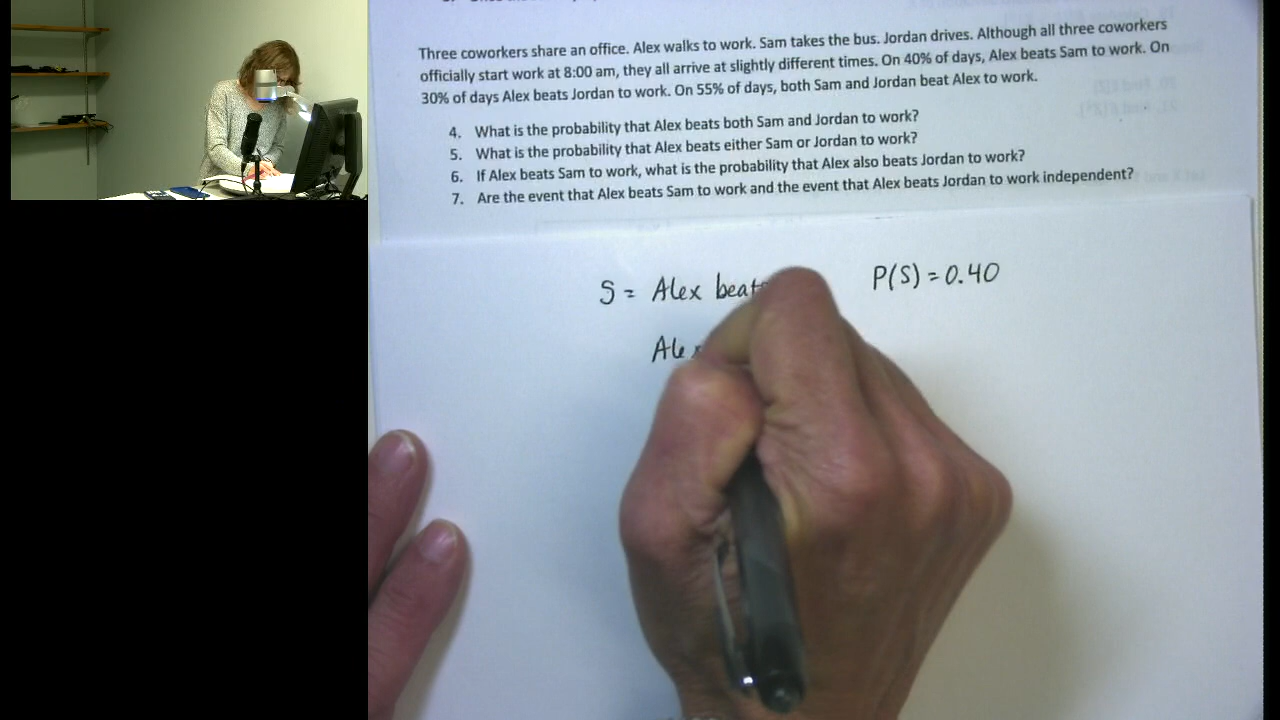 Three coworkers share an office. Alex walks to work. Sam takes the bus. Jordan drives. Although all three coworkers
officially start work at 8:00 am, they all arrive at slightly different times. On 40% of days, Alex beats Sam to work. On
30% of days Alex beats Jordan to work. On 55% of days, both Sam and Jordan beat Alex to work.
4. What is the probability that Alex beats both Sam and Jordan to work?
5. What is the probability that Alex beats either Sam or Jordan to work?
6. If Alex beats Sam to work, what is the probability that Alex also beats Jordan to work?
7. Are the event that Alex beats Sam to work and the event that Alex beats Jordan to work independent?
S = Alex beats P(S) = 0.40
Alex